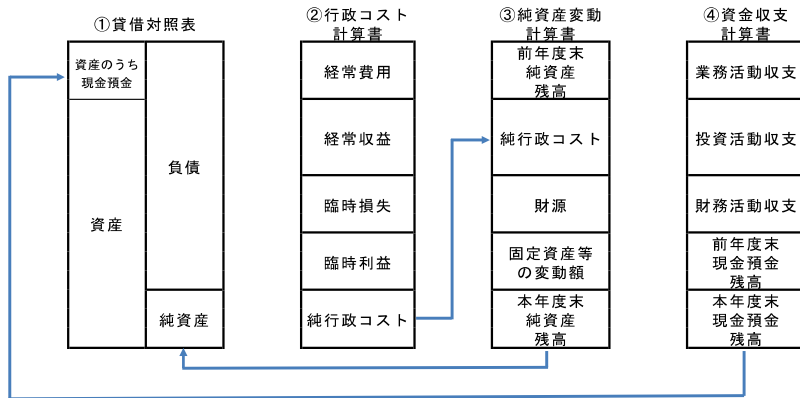 ①貸借対照表
資産のうち
現金預金
資産
負債
純資産
②行政コスト
計算書
経常費用
経常収益
臨時損失
臨時利益
純行政コスト
③純資産変動
計算書
前年度末
純資産
残高
純行政コスト
財源
固定資産等
の変動額
本年度末
純資産
残高
④資金収支
計算書
業務活動収支
投資活動収支
財務活動収支
前年度末
現金預金
残高
本年度末
現金預金
残高